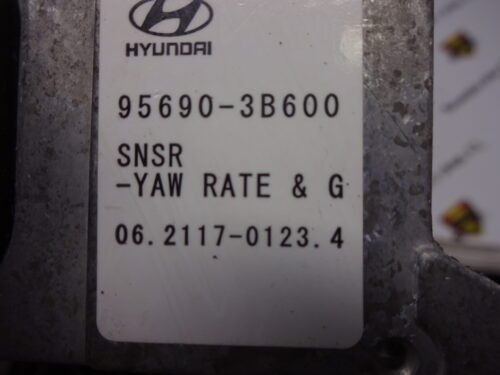 HYUNDAI
95690-3B600
SNSR
-YAW RATE & G
06.2117-0123.4